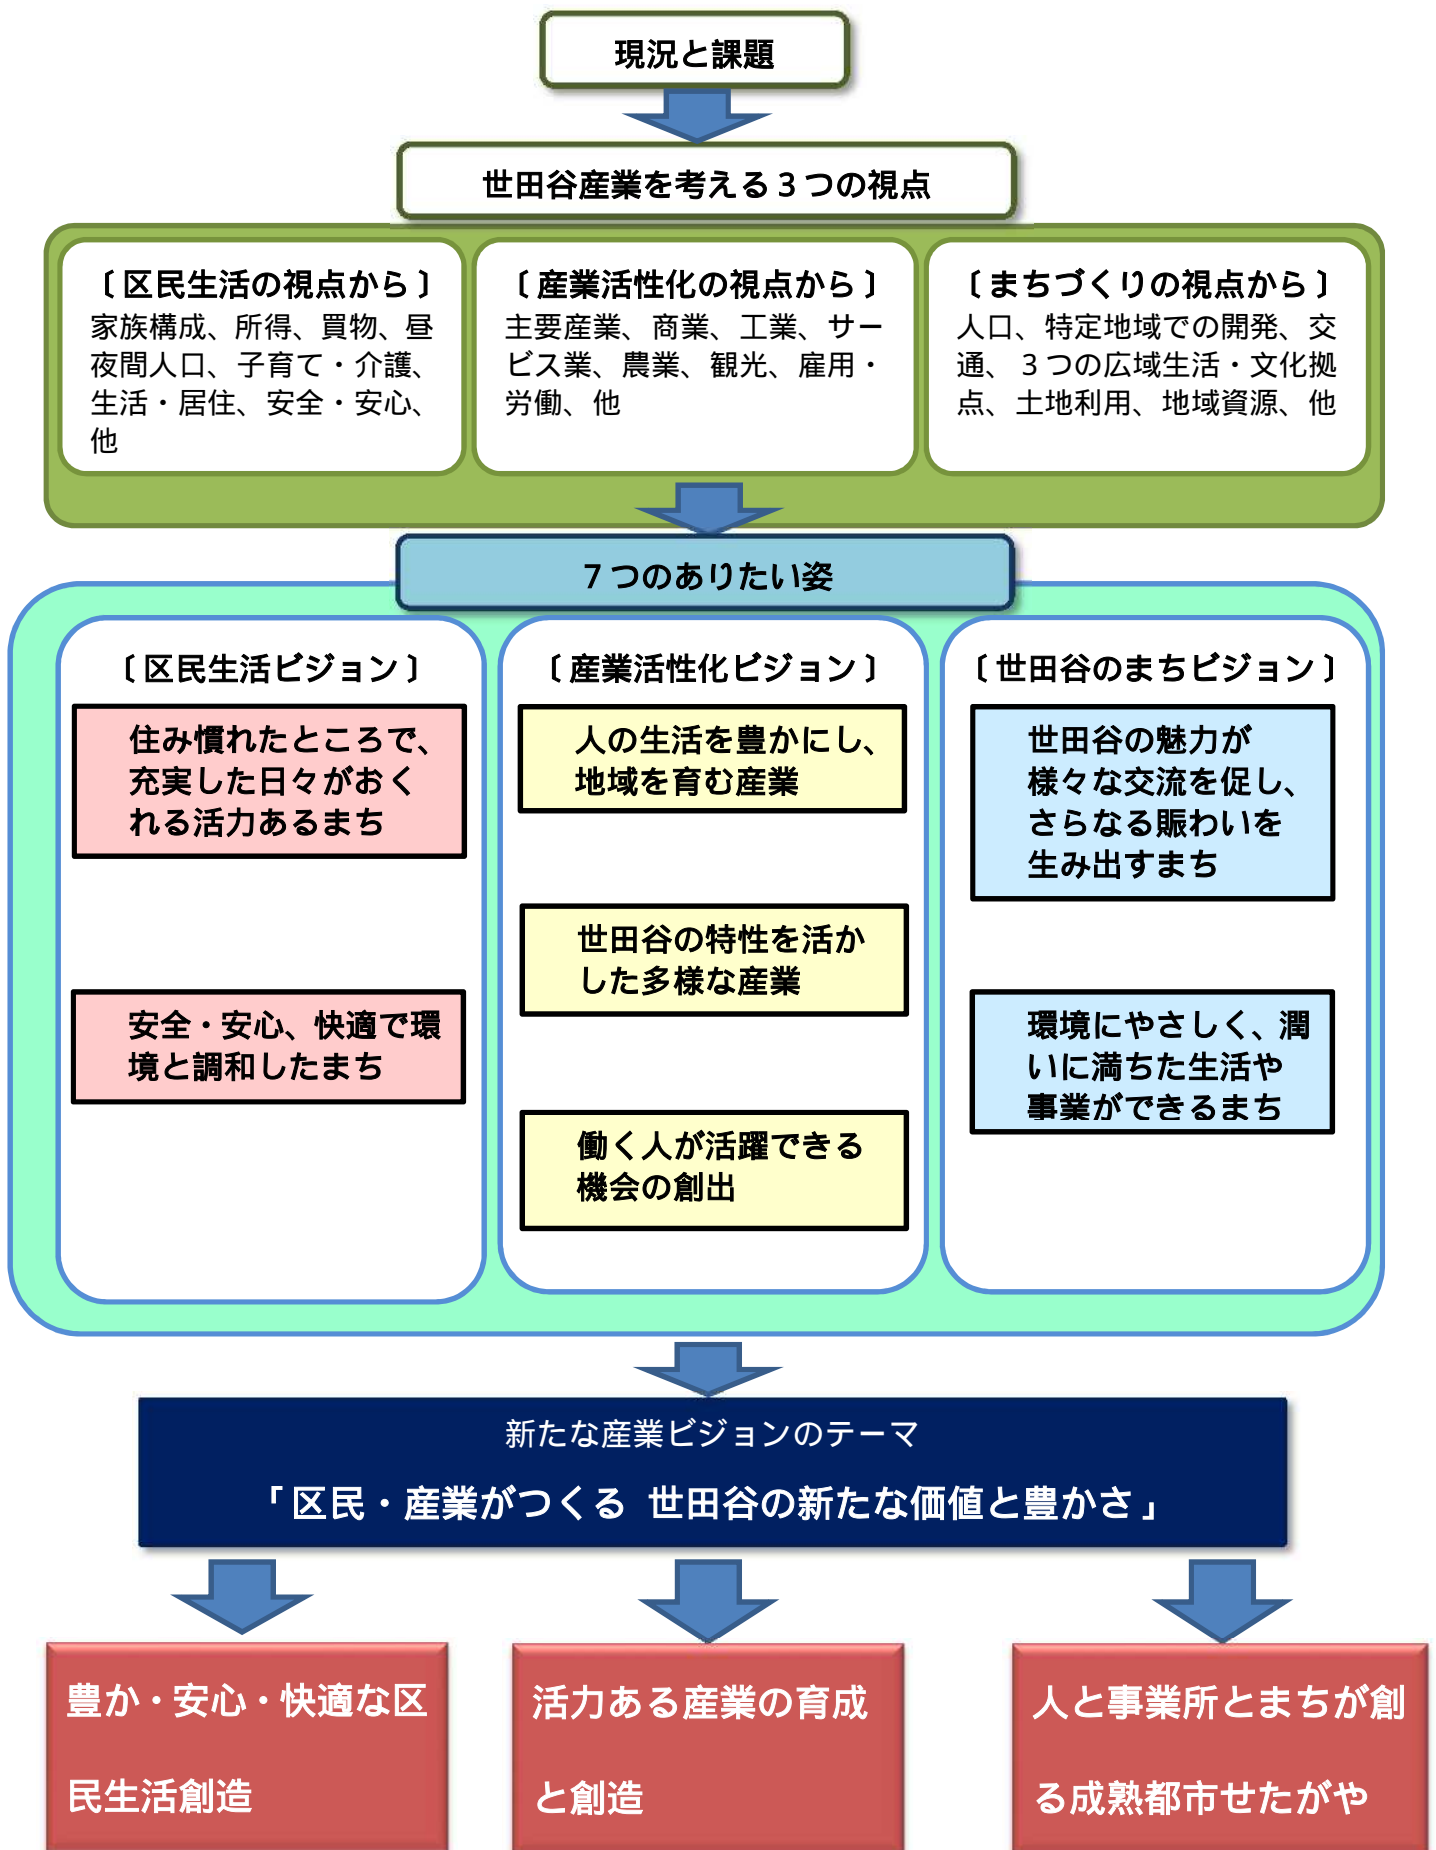 現況と課題
世田谷産業を考える３つの視点
〔区民生活の視点から〕
家族構成、所得、買物、昼
夜間人口、子育て・介護、
生活・居住、安全・安心、
他
〔産業活性化の視点から〕
主要産業、商業、工業、サー
ビス業、農業、観光、雇用・
労働、他
〔まちづくりの視点から〕
人口、特定地域での開発、交
通、３つの広域生活・文化拠
点、土地利用、地域資源、他
７つのありたい姿
〔区民生活ビジョン〕
住み慣れたところで、
充実した日々がおく
れる活力あるまち
安全・安心、快適で環
境と調和したまち
〔産業活性化ビジョン〕
人の生活を豊かにし、
地域を育む産業
世田谷の特性を活か
した多様な産業
働く人が活躍できる
機会の創出
〔世田谷のまちビジョン〕
世田谷の魅力が
様々な交流を促し、
さらなる賑わいを
生み出すまち
環境にやさしく、潤
いに満ちた生活や
事業ができるまち
新たな産業ビジョンのテーマ
「区民・産業がつくる 世田谷の新たな価値と豊かさ」
豊か・安心・快適な区
民生活創造
活力ある産業の育成
と創造
人と事業所とまちが創
る成熟都市せたがや